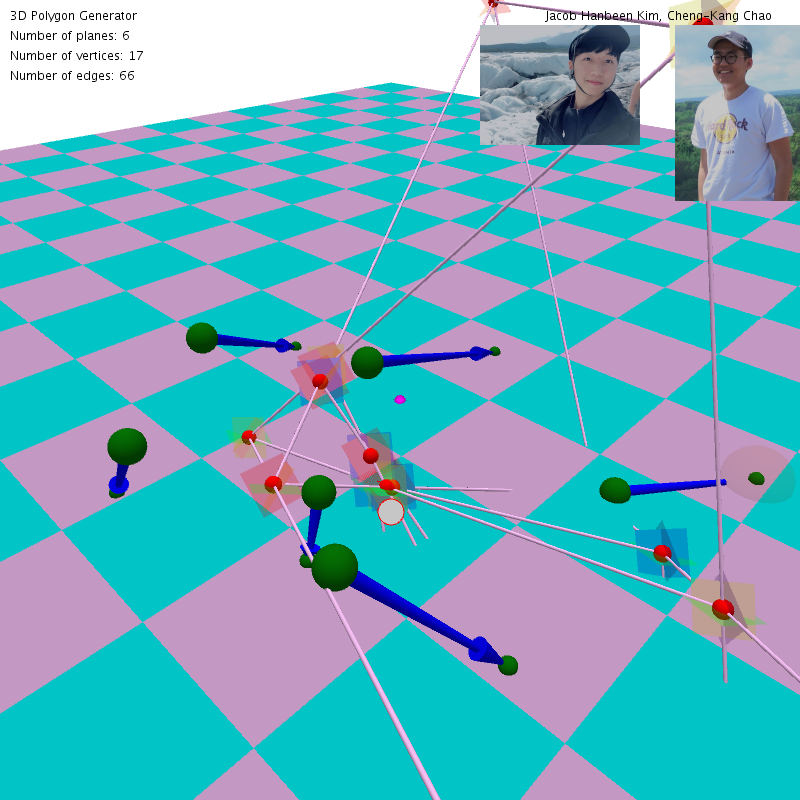 3D Polygon Generator
Jacob Hanbeen Kim, Cheng-Kang Chao
Number of planes: 6
Number of vertices: 17
Number of edges: 66